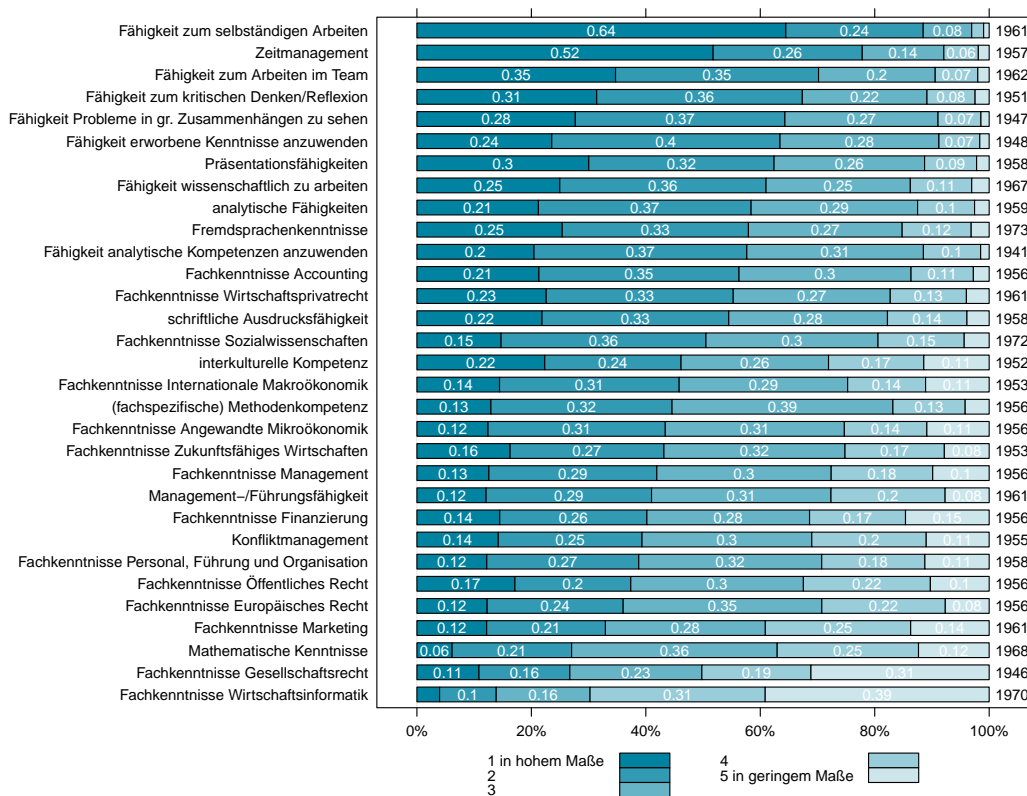 Fähigkeit zum selbständigen Arbeiten 0.64 0.24 0.08 1961
Zeitmanagement 0.52 0.26 0.14 0.06 1957
Fähigkeit zum Arbeiten im Team 0.35 0.35 0.2 0.07 1962
Fähigkeit zum kritischen Denken/Reflexion 0.31 0.36 0.22 0.08 1951
Fähigkeit Probleme in gr. Zusammenhängen zu sehen 0.28 0.37 0.27 0.07 1947
Fähigkeit erworbene Kenntnisse anzuwenden 0.24 0.4 0.28 0.07 1948
Präsentationsfähigkeiten 0.3 0.32 0.26 0.09 1958
Fähigkeit wissenschaftlich zu arbeiten 0.25 0.36 0.25 0.11 1967
analytische Fähigkeiten 0.21 0.37 0.29 0.1 1959
Fremdsprachenkenntnisse 0.25 0.33 0.27 0.12 1973
Fähigkeit analytische Kompetenzen anzuwenden 0.2 0.37 0.31 0.1 1941
Fachkenntnisse Accounting 0.21 0.35 0.3 0.11 1956
Fachkenntnisse Wirtschaftsprivatrecht 0.23 0.33 0.27 0.13 1961
schriftliche Ausdrucksfähigkeit 0.22 0.33 0.28 0.14 1958
Fachkenntnisse Sozialwissenschaften 0.15 0.36 0.3 0.15 1972
interkulturelle Kompetenz 0.22 0.24 0.26 0.17 0.11 1952
Fachkenntnisse Internationale Makroökonomik 0.14 0.31 0.29 0.14 0.11 1953
(fachspezifische) Methodenkompetenz 0.13 0.32 0.39 0.13 1956
Fachkenntnisse Angewandte Mikroökonomik 0.12 0.31 0.31 0.14 0.11 1956
Fachkenntnisse Zukunftsfähiges Wirtschaften 0.16 0.27 0.32 0.17 0.08 1953
Fachkenntnisse Management 0.13 0.29 0.3 0.18 0.1 1956
Management−/Führungsfähigkeit 0.12 0.29 0.31 0.2 0.08 1961
Fachkenntnisse Finanzierung 0.14 0.26 0.28 0.17 0.15 1956
Konfliktmanagement 0.14 0.25 0.3 0.2 0.11 1955
Fachkenntnisse Personal, Führung und Organisation 0.12 0.27 0.32 0.18 0.11 1958
Fachkenntnisse Öffentliches Recht 0.17 0.2 0.3 0.22 0.1 1956
Fachkenntnisse Europäisches Recht 0.12 0.24 0.35 0.22 0.08 1956
Fachkenntnisse Marketing 0.12 0.21 0.28 0.25 0.14 1961
Mathematische Kenntnisse 0.06 0.21 0.36 0.25 0.12 1968
Fachkenntnisse Gesellschaftsrecht 0.11 0.16 0.23 0.19 0.31 1946
Fachkenntnisse Wirtschaftsinformatik 0.1 0.16 0.31 0.39 1970
0% 20% 40% 60% 80% 100%
1 in hohem Maße 4
2 5 in geringem Maße
3